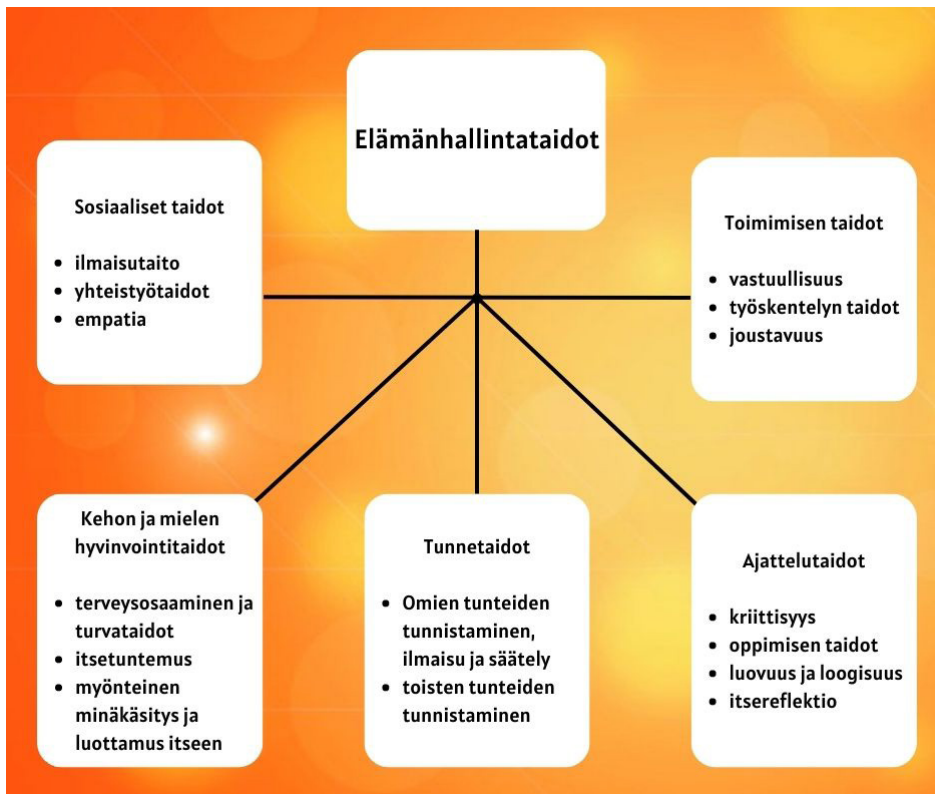 Elämänhallintataidot
Sosiaaliset taidot
• ilmaisutaito
• yhteistyötaidot
• empatia
Toimimisen taidot
• vastuullisuus
• työskentelyn taidot
• joustavuus
Kehon ja mielen
hyvinvointitaidot
• terveysosaaminen ja
turvataidot
• itsetuntemus
• myönteinen
minäkäsitys ja
luottamus itseen
Tunnetaidot
• Omien tunteiden
tunnistaminen,
ilmaisu ja säätely
• toisten tunteiden
tunnistaminen
Ajattelutaidot
• kriittisyys
• oppimisen taidot
• luovuus ja loogisuus
• itsereflektio